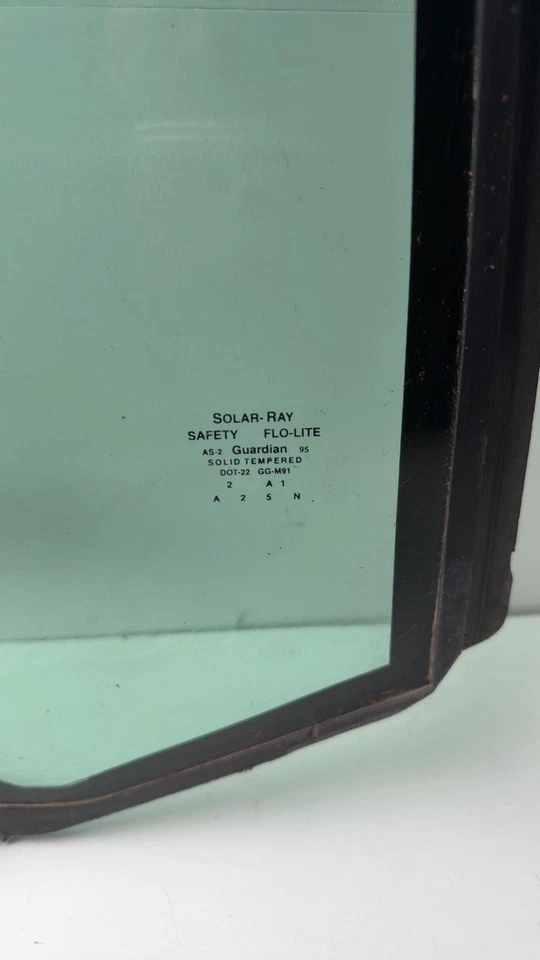 SOLAR-RAY
SAFETY FLO-LITE
AS-2 Guardian 95
SOLID TEMPERED
DOT-22 GG-M91
2 A 1
A 2 5 N